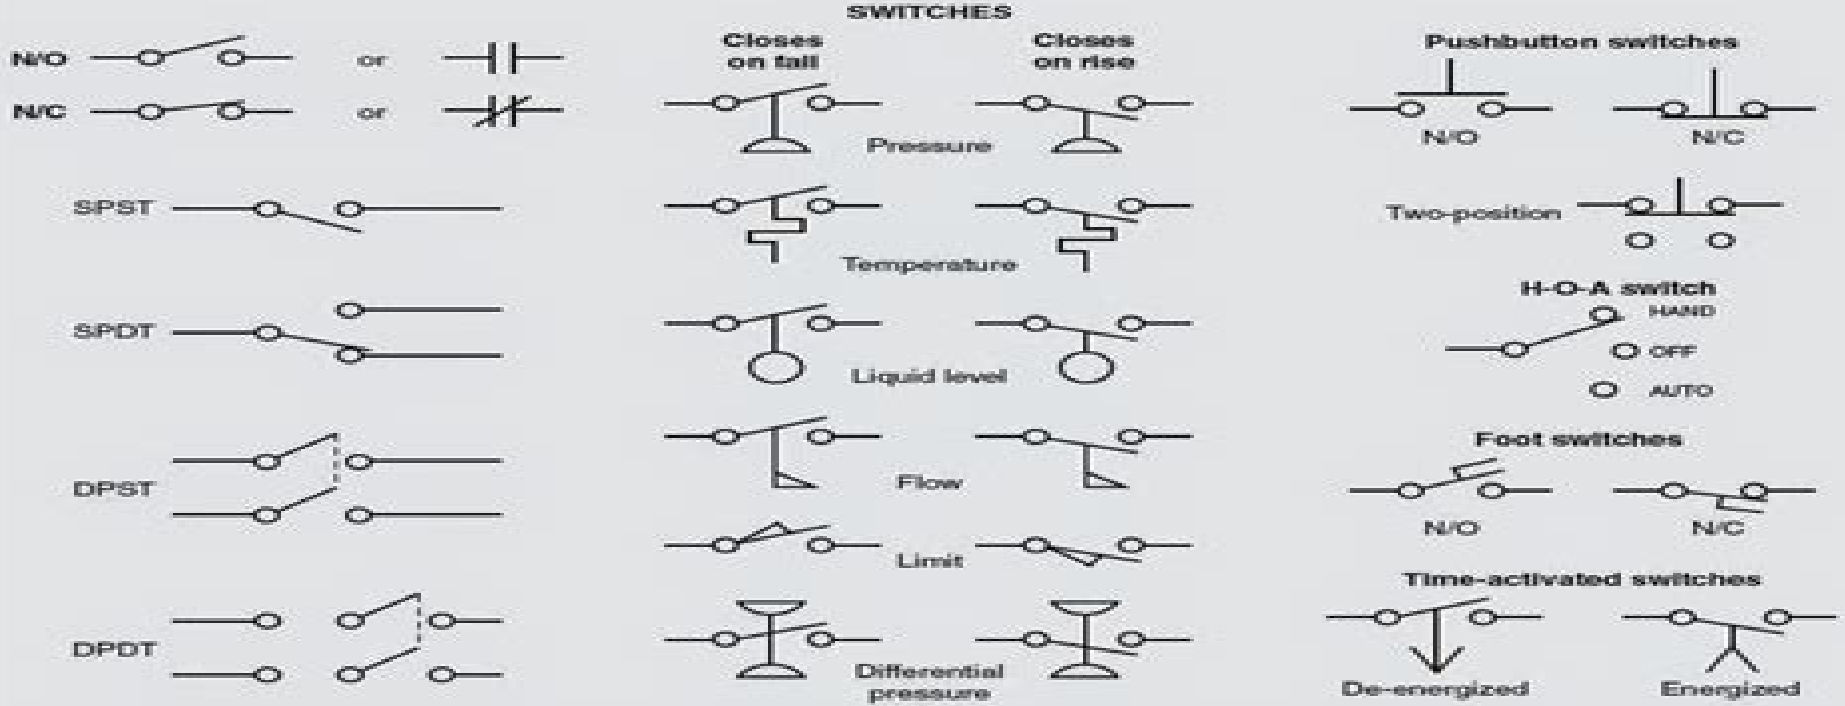 SWITCHES
N/O or
N/C or
SPST
SPDT
DPST
DPDT
Closes
on fall
Closes
on rise
Pressure
Temperature
Liquid level
Flow
Limit
Differential
pressure
Pushbutton switches
N/O
N/C
Two-position
H-O-A switch
HAND
OFF
AUTO
Foot switches
N/O
N/C
Time-activated switches
De-energized
Energized